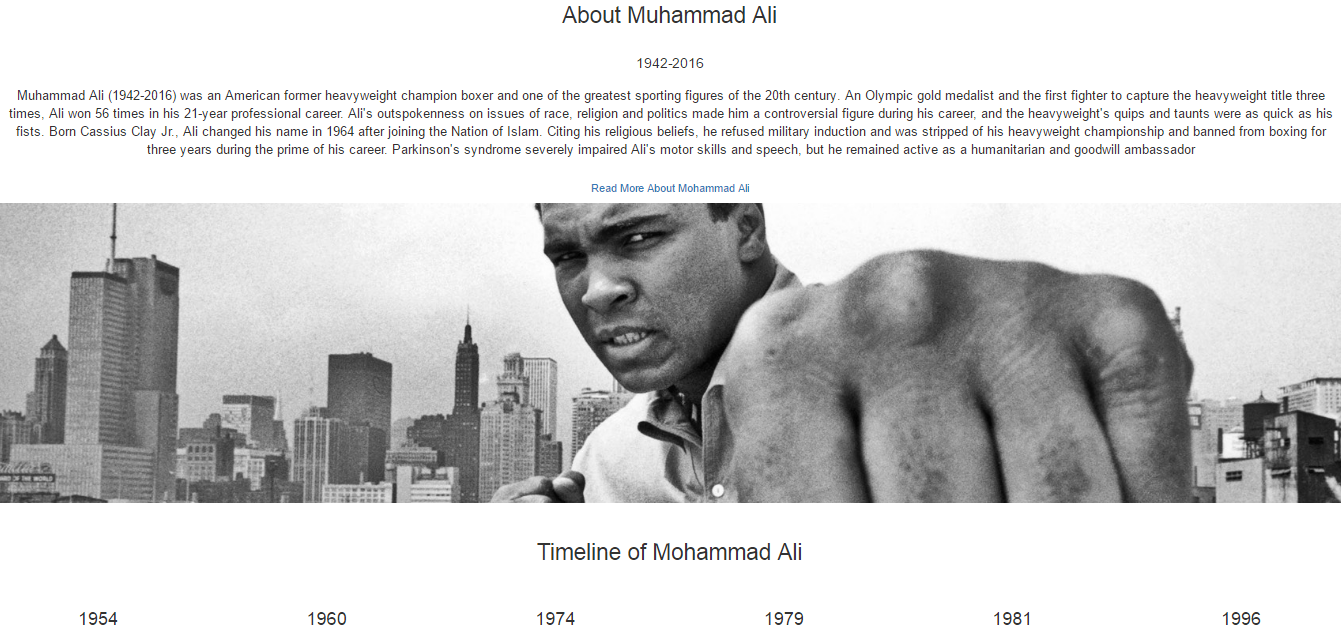 About Muhammad Ali
1942-2016
Muhammad Ali (1942-2016) was an American former heavyweight champion boxer and one of the greatest sporting figures of the 20th century. An Olympic gold medalist and the first fighter to capture the heavyweight title three
times, Ali won 56 times in his 21-year professional career. Ali's outspokenness on issues of race, religion and politics made him a controversial figure during his career, and the heavyweight's quips and taunts were as quick as his
fists. Born Cassius Clay Jr., Ali changed his name in 1964 after joining the Nation of Islam. Citing his religious beliefs, he refused military induction and was stripped of his heavyweight championship and banned from boxing for
three years during the prime of his career. Parkinson's syndrome severely impaired Ali's motor skills and speech, but he remained active as a humanitarian and goodwill ambassador
Read More About Mohammad Ali
OF THE WORLD
Timeline of Mohammad Ali
1954 1960 1974 1979 1981 1996